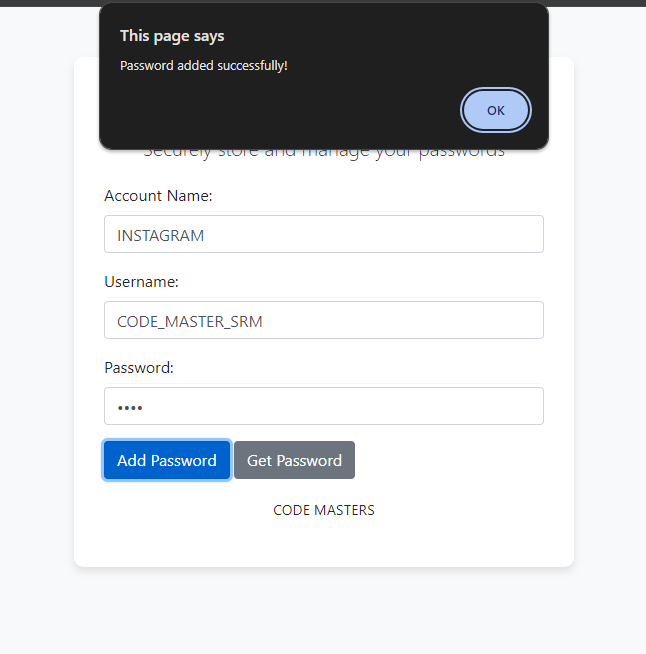 This page says
Password added successfully!
OK
Securely store and manage your passwords
Account Name:
INSTAGRAM
Username:
CODE_MASTER_SRM
Password:
••••
Add Password Get Password
CODE MASTERS